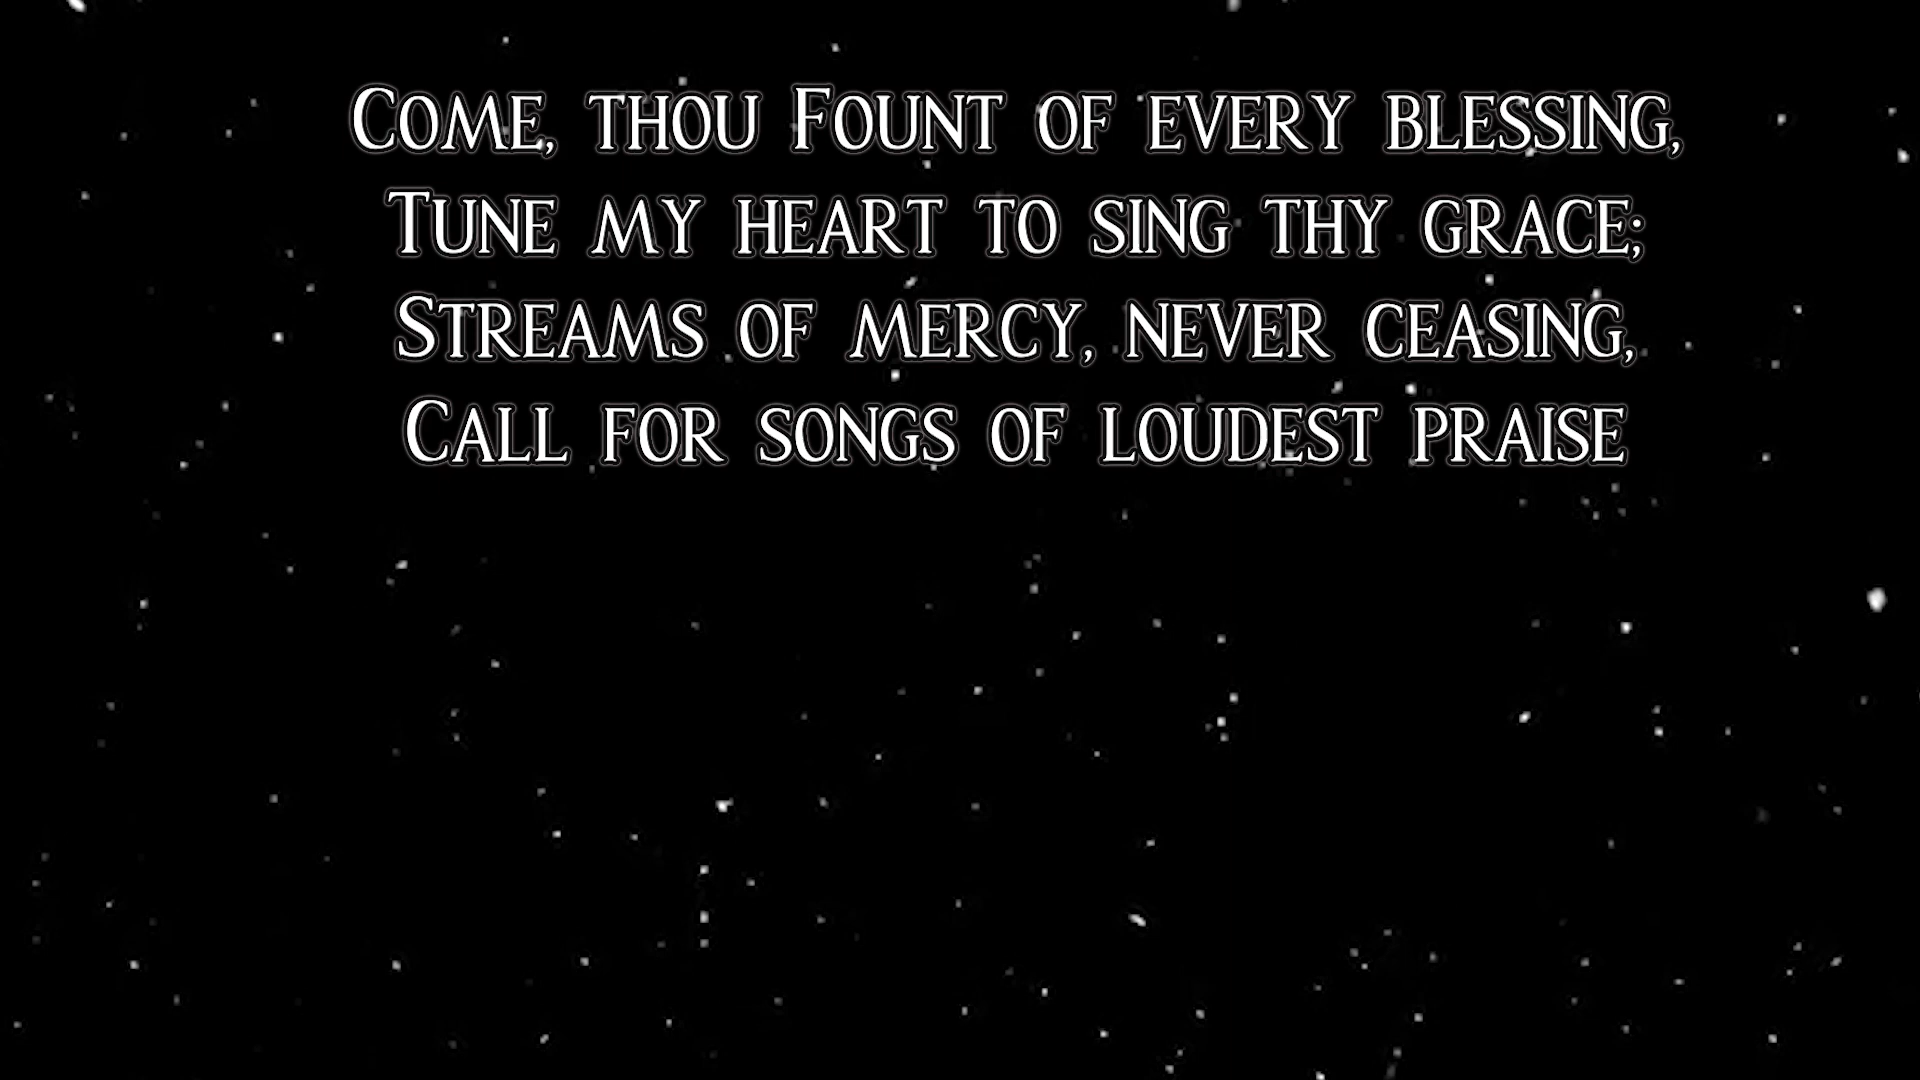 Come, thou Fount of every blessing,
Tune my heart to sing thy grace;
Streams of mercy, never ceasing,
Call for songs of loudest praise